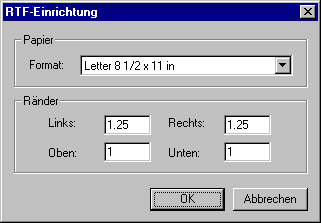 RTF-Einrichtung
Papier
Format: Letter 8 1/2 x 11 in
Ränder
Links: 1.25 Rechts: 1.25
Oben: 1 Unten: 1
OK Abbrechen